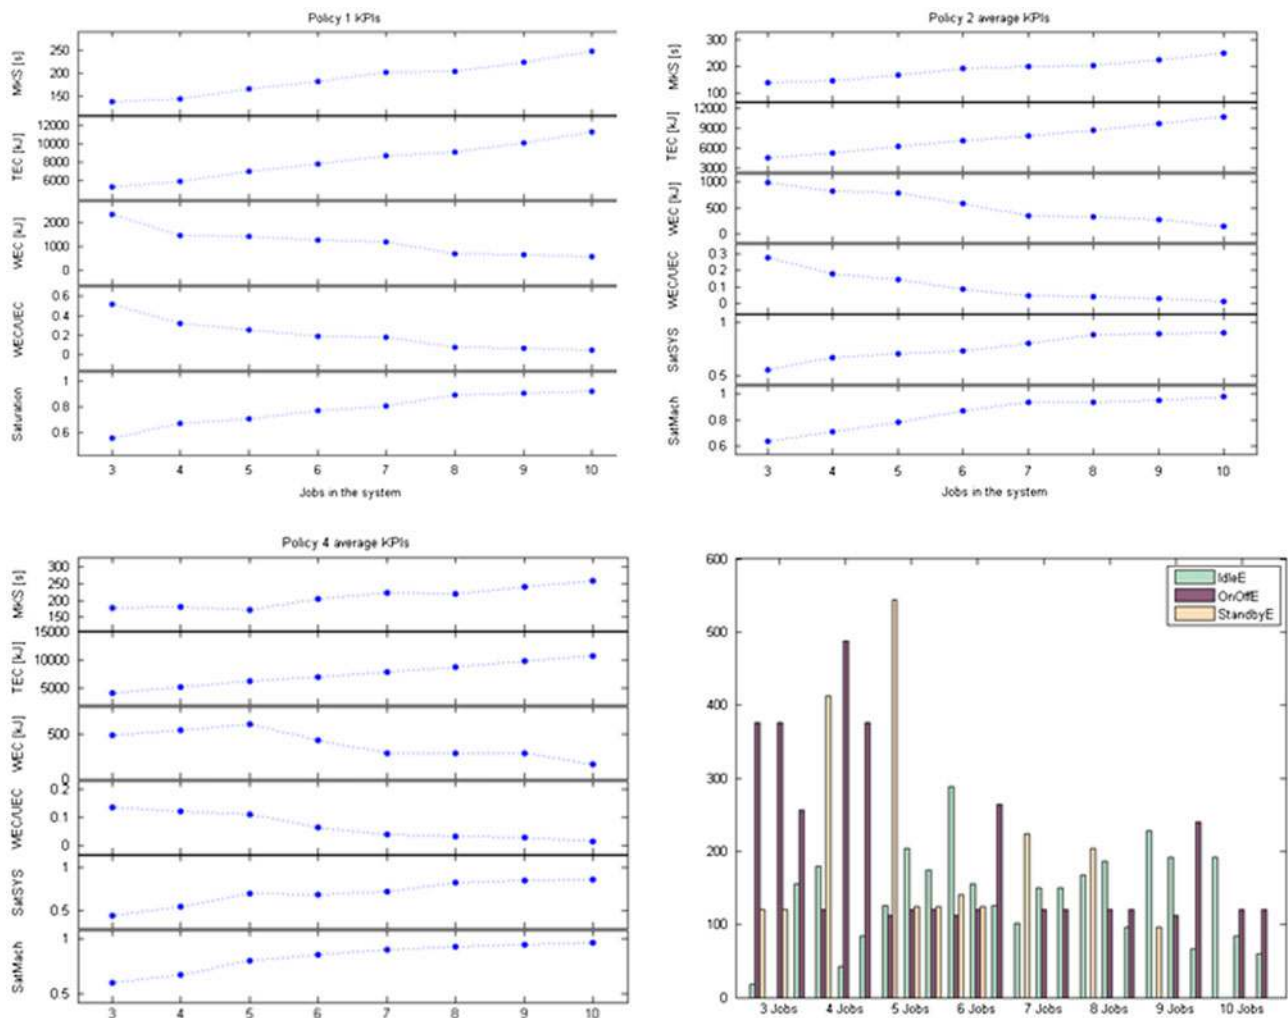 Policy 1 KPIs
MKS [s]
250
200
150
TEC [kJ]
12000
10000
8000
6000
WEC [kJ]
2000
1000
0
WEC/UEC
0.6
0.4
0.2
0
Saturation
1
0.8
0.6
3 4 5 6 7 8 9 10
Jobs in the system
Policy 2 average KPIs
MKS [s]
300
200
100
TEC [kJ]
12000
9000
6000
3000
WEC [kJ]
1000
500
0
WEC/UEC
0.3
0.2
0.1
0
SatSYS
1
0.5
SatMach
1
0.8
0.6
3 4 5 6 7 8 9 10
Jobs in the system
Policy 4 average KPIs
MKS [s]
300
250
200
150
TEC [kJ]
15000
10000
5000
WEC [kJ]
500
0
WEC/UEC
0.2
0.1
0
SatSYS
1
0.5
SatMach
1
0.5
3 4 5 6 7 8 9 10
600
500
400
300
200
100
0
IdleE
OnOffE
StandbyE
3 Jobs 4 Jobs 5 Jobs 6 Jobs 7 Jobs 8 Jobs 9 Jobs 10 Jobs